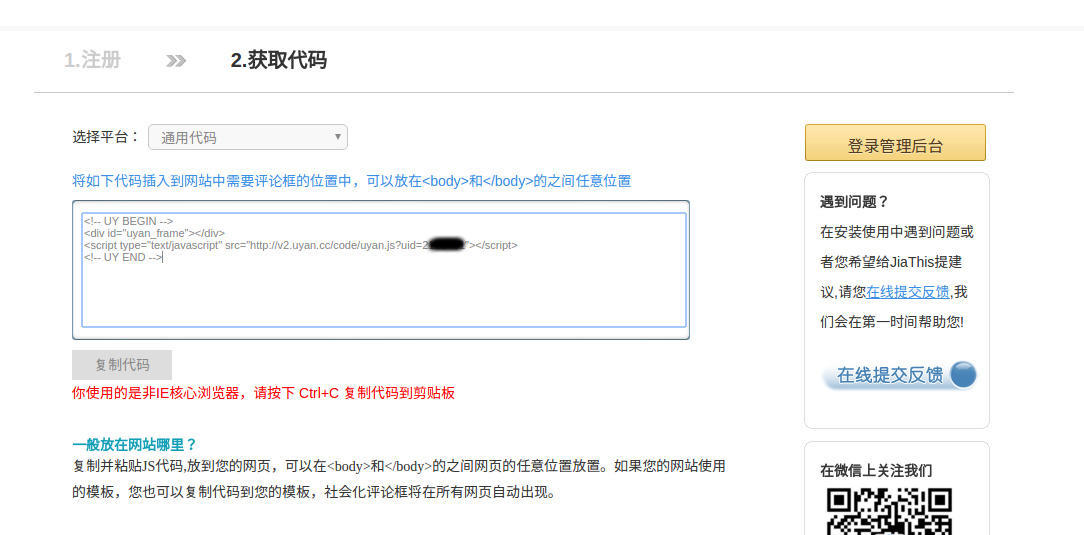 1.注册
2.获取代码
选择平台：
通用代码
将如下代码插入到网站中需要评论框的位置中，可以放在<body>和</body>的之间任意位置
<!-- UY BEGIN -->
<div id="uyan_frame"></div>
<script type="text/javascript" src="http://v2.uyan.cc/code/uyan.js?uid=2"></script>
<!-- UY END -->
复制代码
你使用的是非IE核心浏览器，请按下 Ctrl+C 复制代码到剪贴板
一般放在网站哪里？
复制并粘贴JS代码,放到您的网页，可以在<body>和</body>的之间网页的任意位置放置。如果您的网站使用
的模板，您也可以复制代码到您的模板，社会化评论框将在所有网页自动出现。
登录管理后台
遇到问题？
在安装使用中遇到问题或
者您希望给JiaThis提建
议,请您在线提交反馈,我
们会在第一时间帮助您!
在线提交反馈
在微信上关注我们